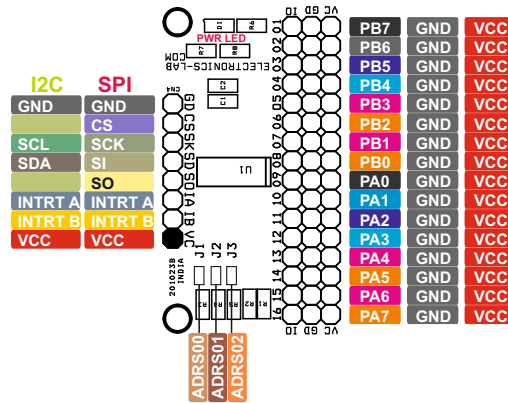 I2C SPI
GND GND
CS
SCL SCK
SDA SI
SO
INTRT A INTRT A
INTRT B INTRT B
VCC VCC
D1 R6
PWR LED
R7 R8
ELECTRONICS-LAB
COM
C2
C1
CN4
GD
CS
SK
SD
SO
IA
IB
VC
U1
J1 J2 J3
201023B
INDIA
R3 R4 R5 R2 R1
ADRS00
ADRS01
ADRS02
IO GD VC
01
02
03
04
05
06
07
08
09
10
11
12
13
14
15
16
IO GD VC
PB7 GND VCC
PB6 GND VCC
PB5 GND VCC
PB4 GND VCC
PB3 GND VCC
PB2 GND VCC
PB1 GND VCC
PB0 GND VCC
PA0 GND VCC
PA1 GND VCC
PA2 GND VCC
PA3 GND VCC
PA4 GND VCC
PA5 GND VCC
PA6 GND VCC
PA7 GND VCC